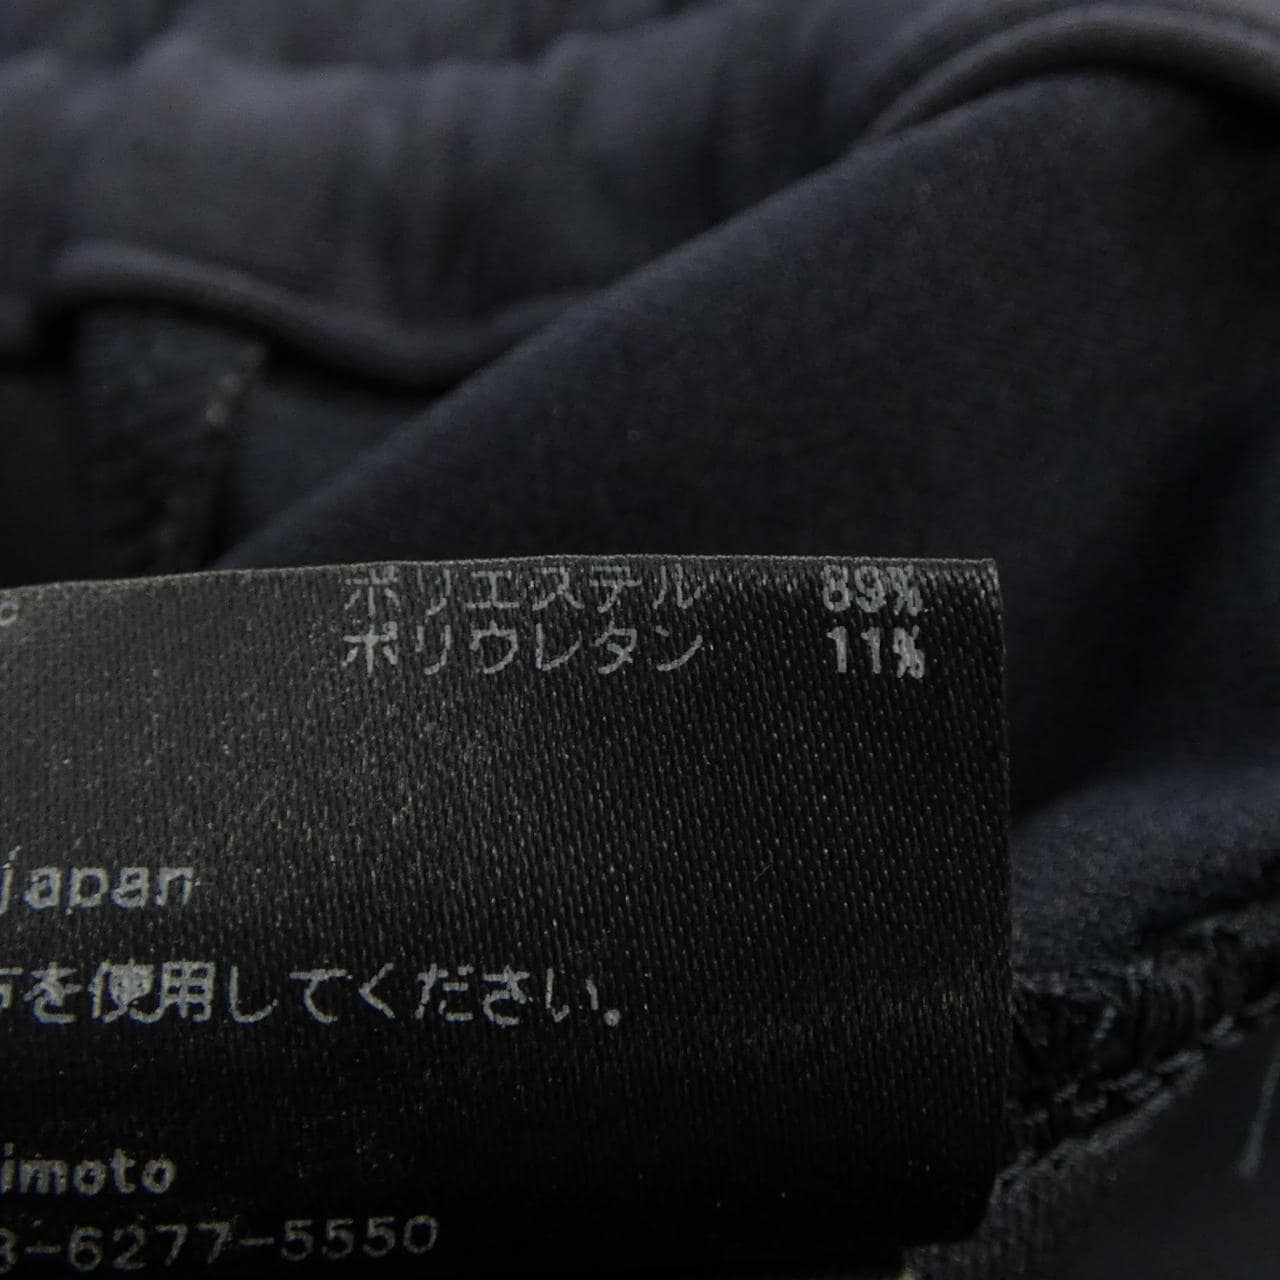 ポリエステル 89%
ポリウレタン 11%
japan
布を使用してください。
imoto
3-6277-5550